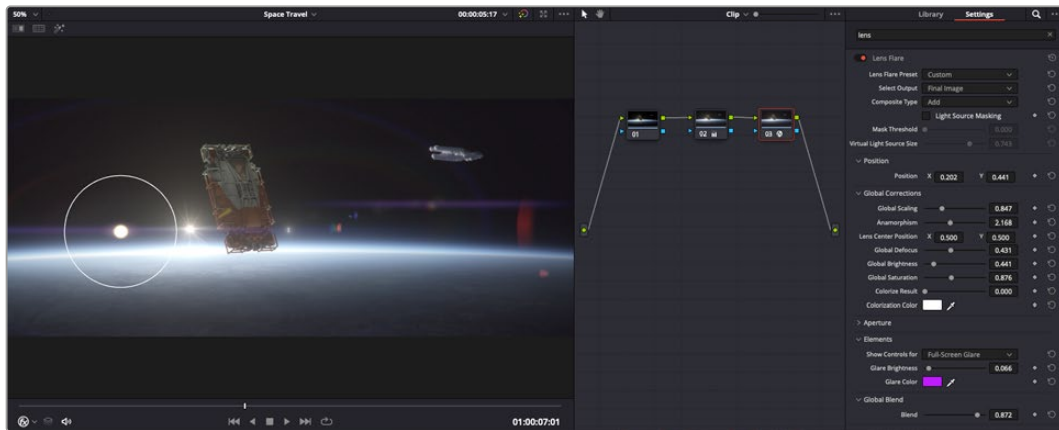 50% Space Travel 00:00:05:17 Clip Library Settings
lens
Lens Flare
Lens Flare Preset Custom
Select Output Final Image
Composite Type Add
Light Source Masking
Mask Threshold 0.000
Virtual Light Source Size 0.743
Position
Position X 0.202 Y 0.441
Global Corrections
Global Scaling 0.847
Anamorphism 2.168
Lens Center Position X 0.500 Y 0.500
Global Defocus 0.431
Global Brightness 0.441
Global Saturation 0.876
Colorize Result 0.000
Colorization Color
Aperture
Elements
Show Controls for Full-Screen Glare
Glare Brightness 0.066
Glare Color
Global Blend
Blend 0.872
01 02 03
01:00:07:01